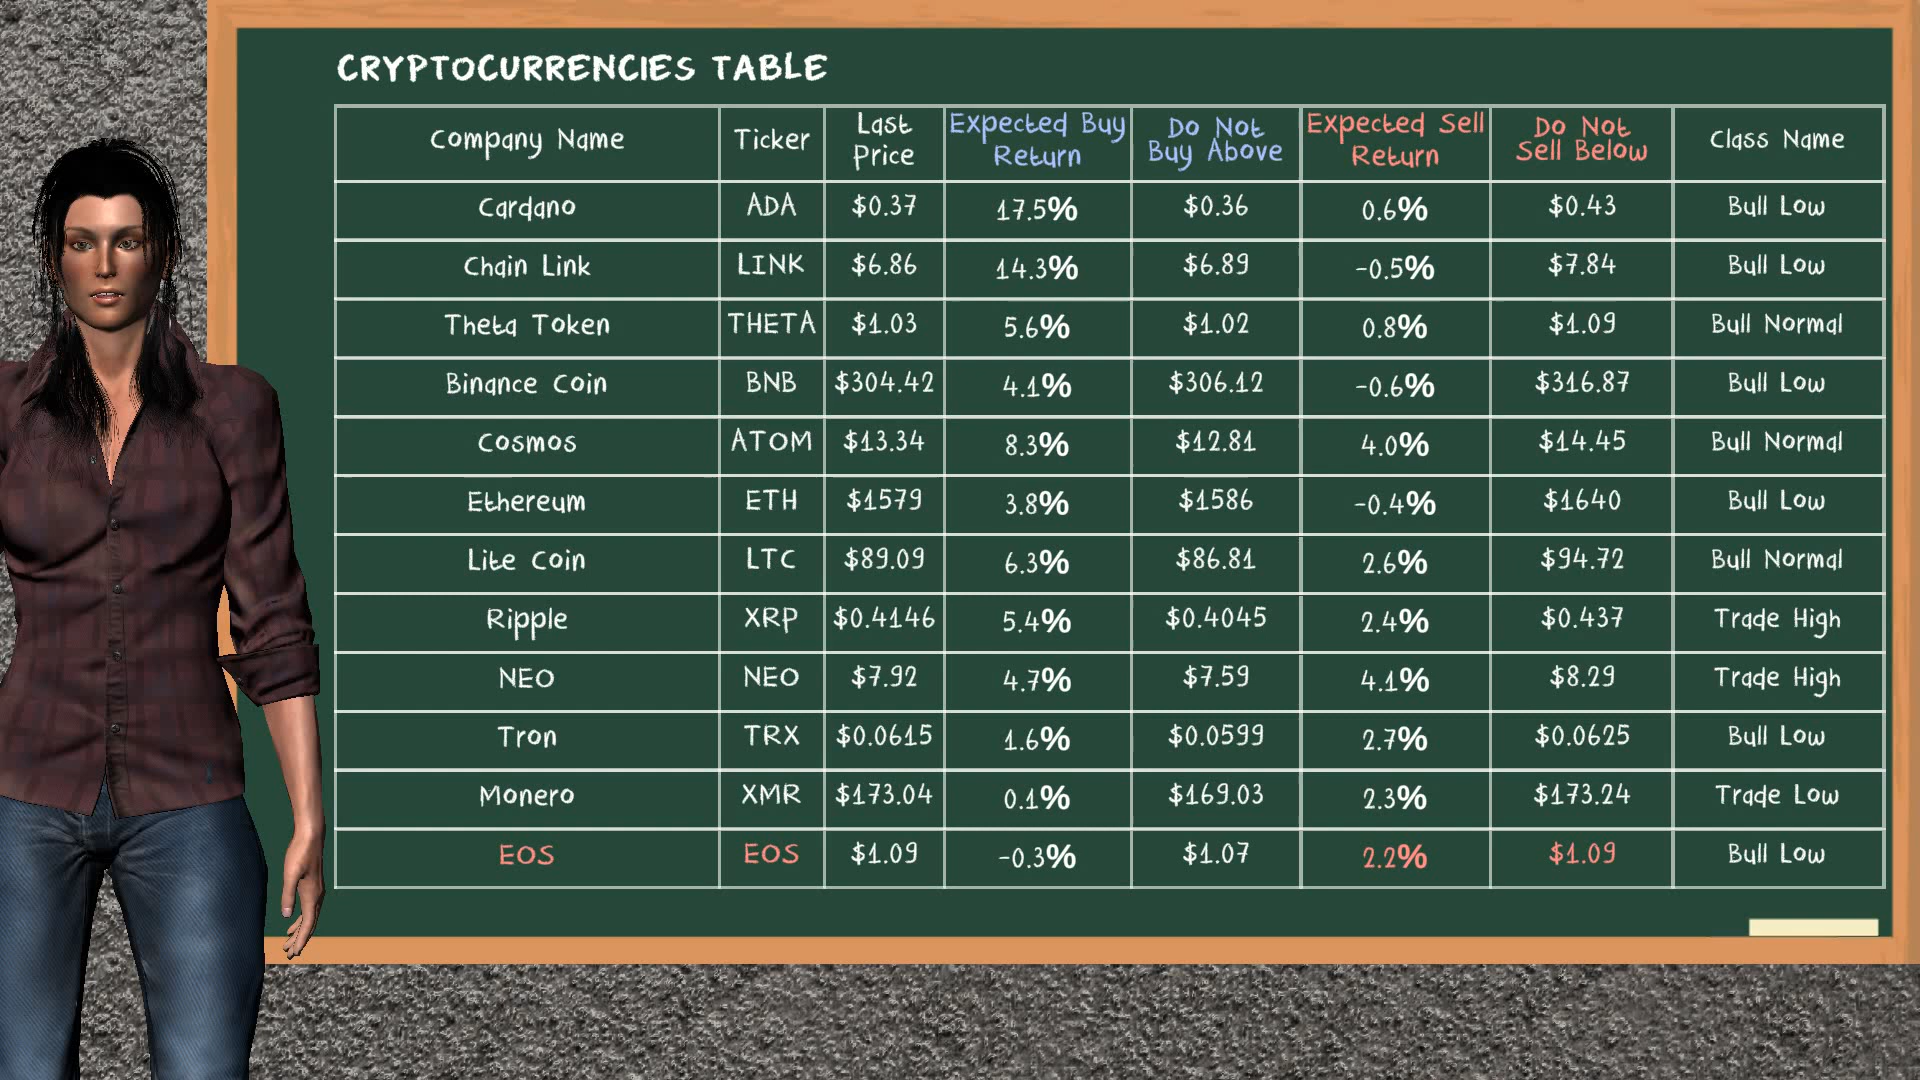 CRYPTOCURRENCIES TABLE
Company Name Ticker Last Price Expected Buy Return Do Not Buy Above Expected Sell Return Do Not Sell Below Class Name
Cardano ADA $0.37 17.5% $0.36 0.6% $0.43 Bull Low
Chain Link LINK $6.86 14.3% $6.89 -0.5% $7.84 Bull Low
Theta Token THETA $1.03 5.6% $1.02 0.8% $1.09 Bull Normal
Binance Coin BNB $304.42 4.1% $306.12 -0.6% $316.87 Bull Low
Cosmos ATOM $13.34 8.3% $12.81 4.0% $14.45 Bull Normal
Ethereum ETH $1579 3.8% $1586 -0.4% $1640 Bull Low
Lite Coin LTC $89.09 6.3% $86.81 2.6% $94.72 Bull Normal
Ripple XRP $0.4146 5.4% $0.4045 2.4% $0.437 Trade High
NEO NEO $7.92 4.7% $7.59 4.1% $8.29 Trade High
Tron TRX $0.0615 1.6% $0.0599 2.7% $0.0625 Bull Low
Monero XMR $173.04 0.1% $169.03 2.3% $173.24 Trade Low
EOS EOS $1.09 -0.3% $1.07 2.2% $1.09 Bull Low